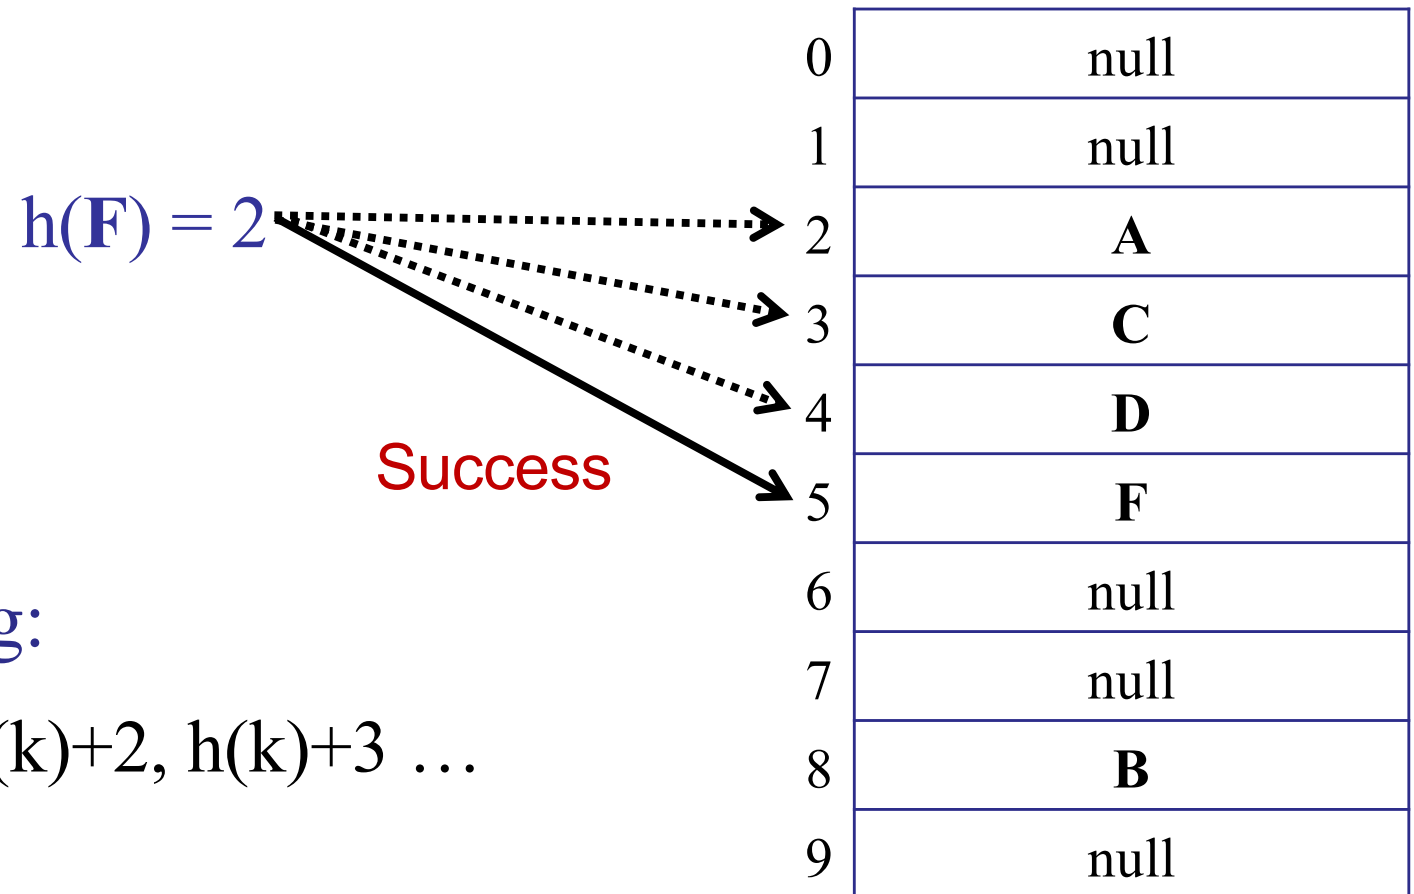 0 null
1 null
h(F) = 2
2 A
3 C
4 D
Success
5 F
6 null
g:
7 null
(k)+2, h(k)+3 …
8 B
9 null